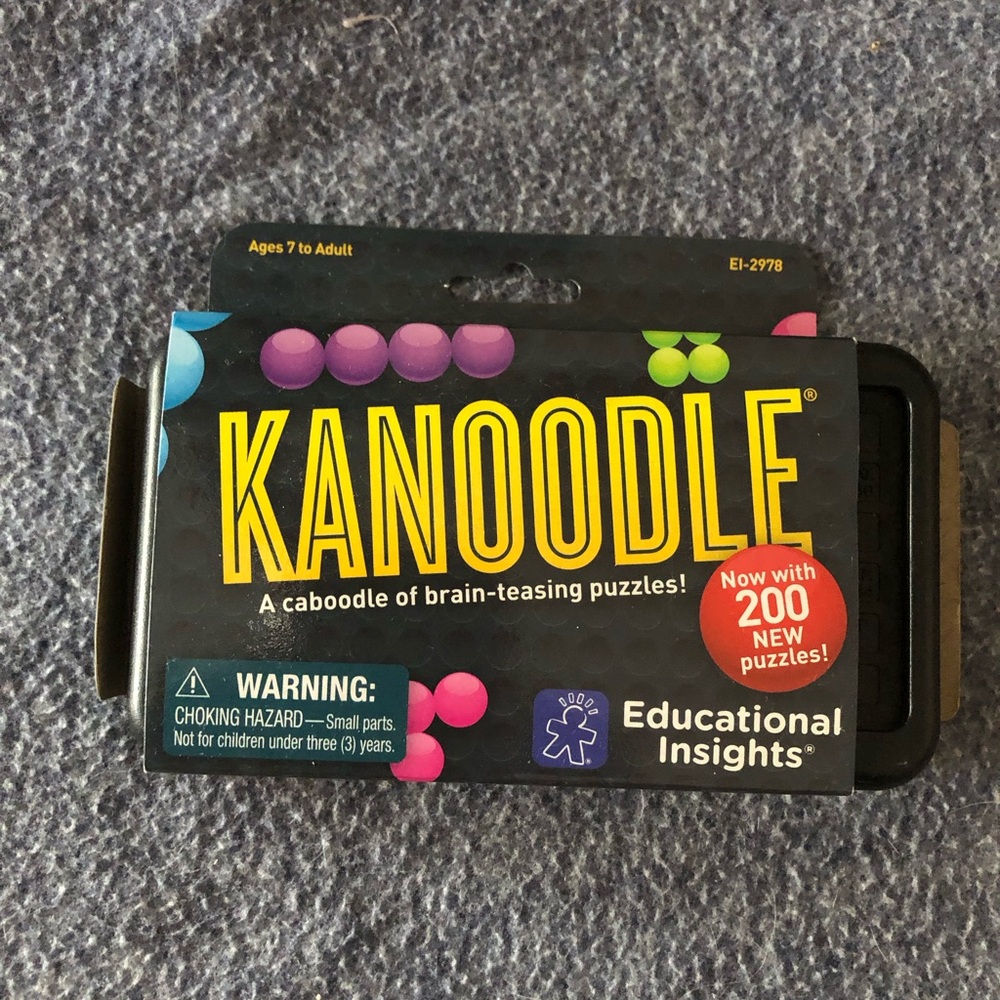 Ages 7 to Adult
EI-2978
KANOODLE®
A caboodle of brain-teasing puzzles!
Now with
200
NEW
puzzles!
WARNING:
CHOKING HAZARD—Small parts.
Not for children under three (3) years.
Educational
Insights®